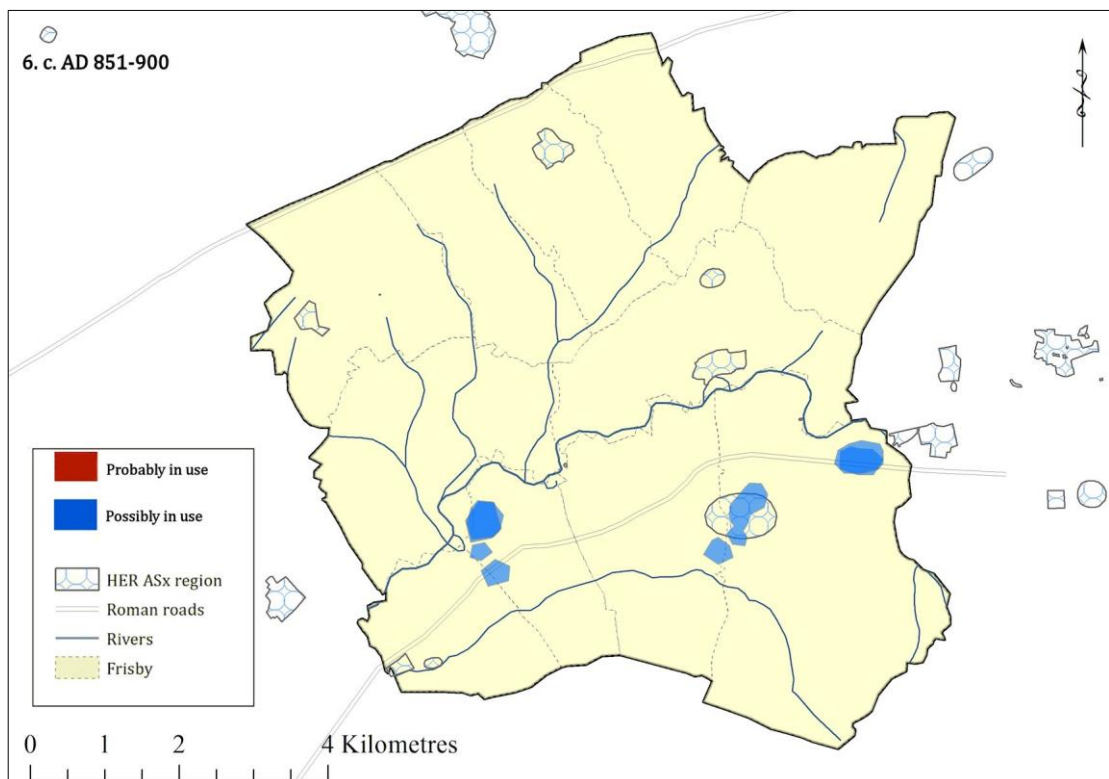 6. c. AD 851-900
Probably in use
Possibly in use
HER ASx region
Roman roads
Rivers
Frisby
0 1 2 4 Kilometres